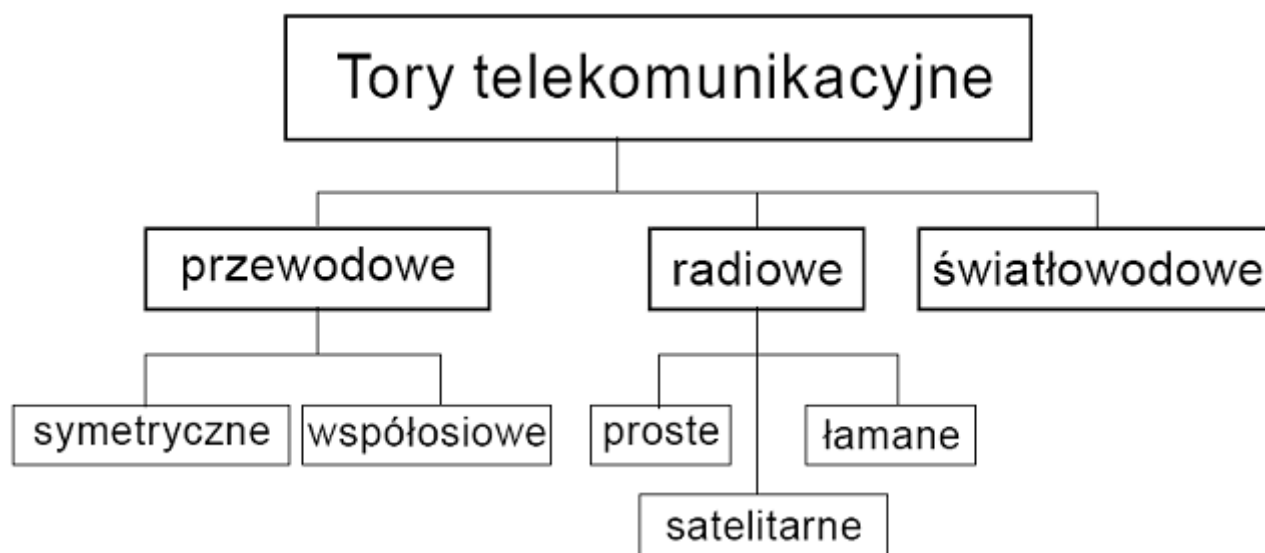 Tory telekomunikacyjne
przewodowe
radiowe
światłowodowe
symetryczne
współosiowe
proste
łamane
satelitarne